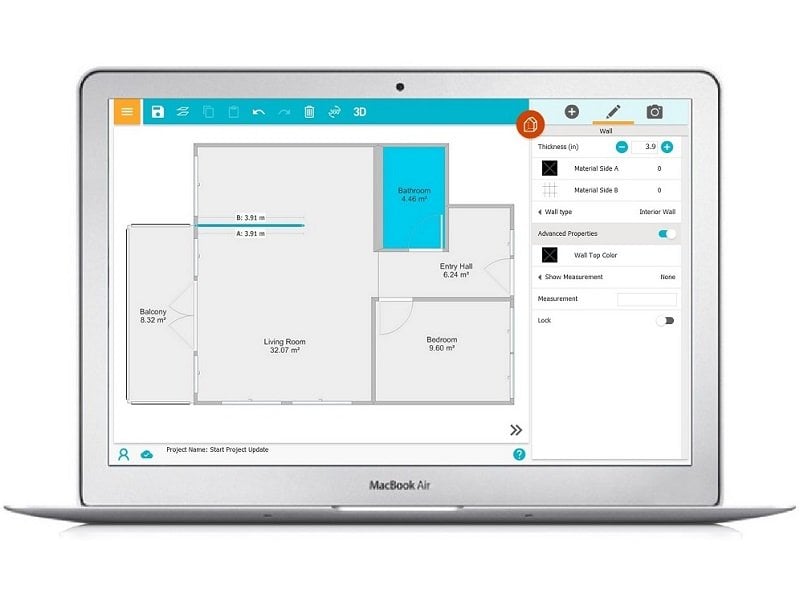 360°
3D
Wall
Thickness (in)
3.9
Material Side A
0
Material Side B
0
Wall type
Interior Wall
Advanced Properties
Wall Top Color
Show Measurement
None
Measurement
Lock
Bathroom
4.46 m²
B: 3.91 m
A: 3.91 m
Entry Hall
6.24 m²
Balcony
8.32 m²
Living Room
32.07 m²
Bedroom
9.60 m²
Project Name: Start Project Update
?
MacBook Air